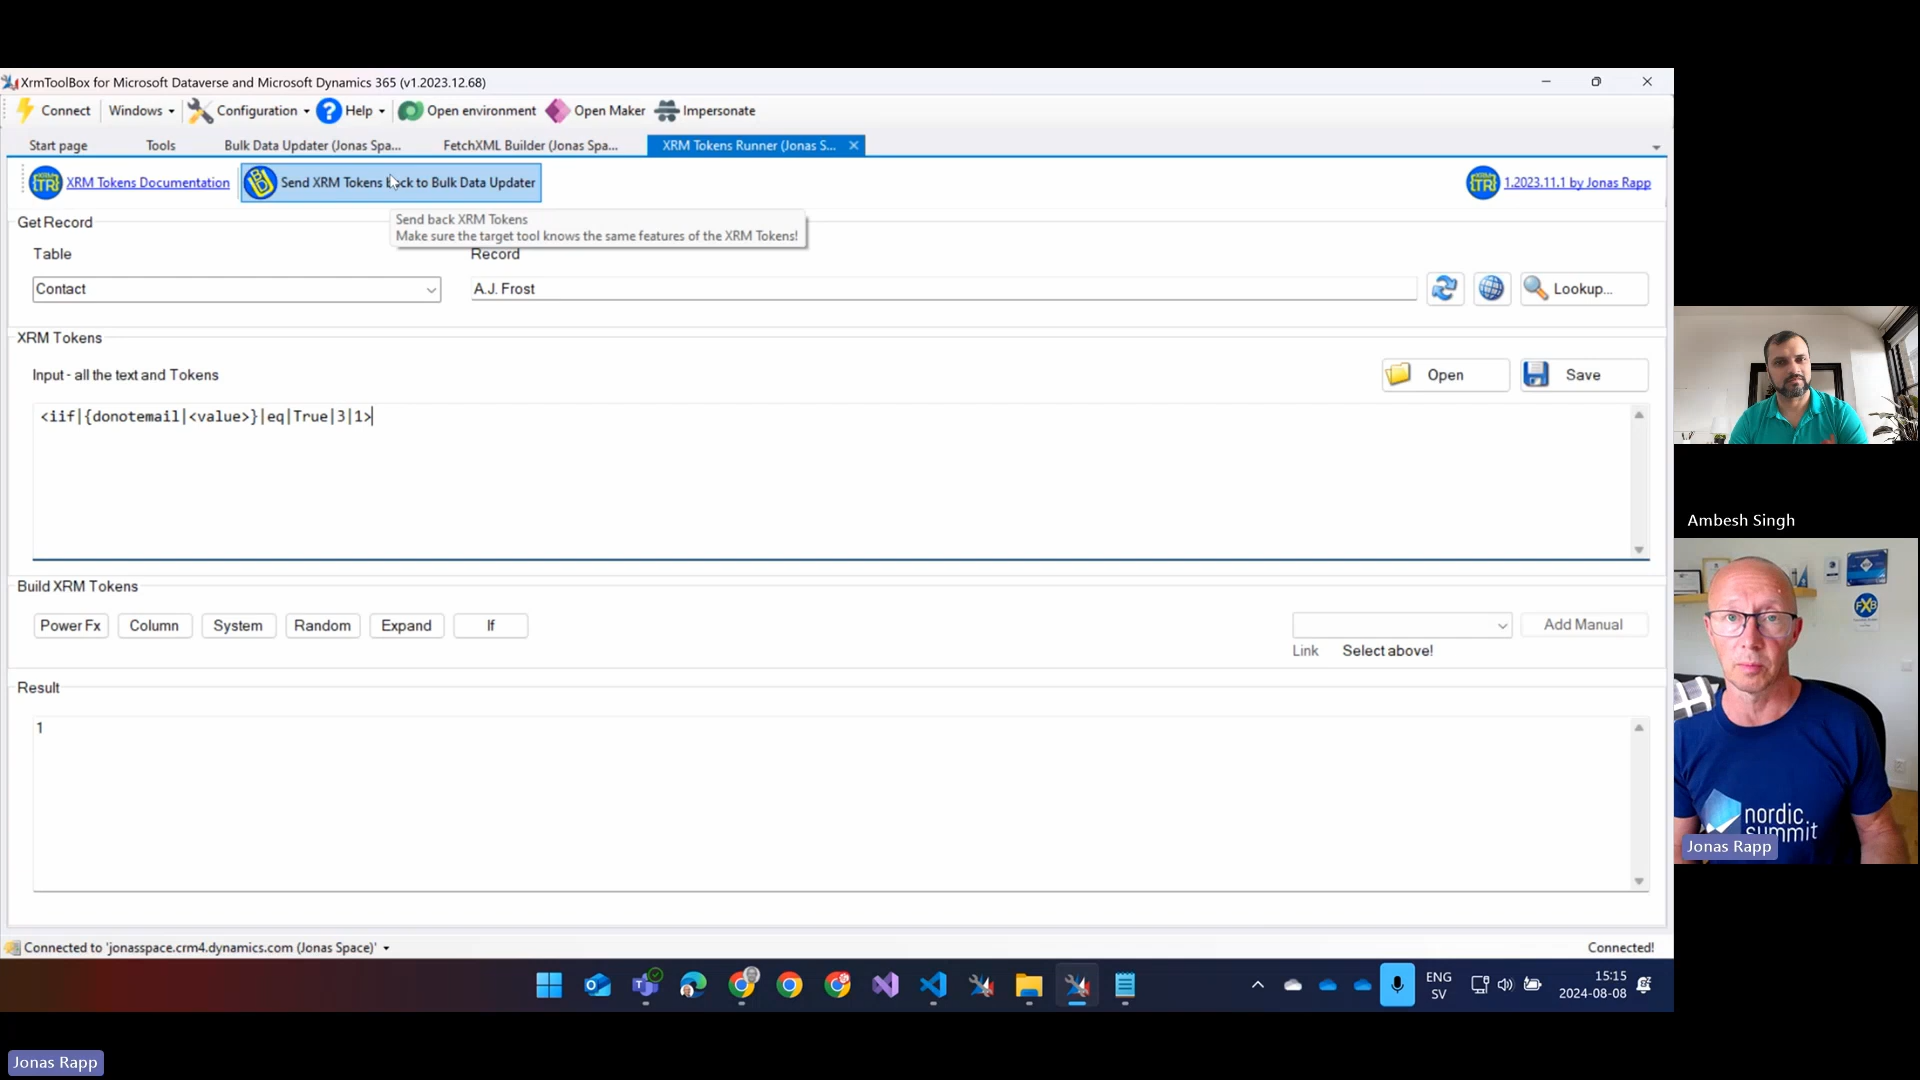 XrmToolBox for Microsoft Dataverse and Microsoft Dynamics 365 (v1.2023.12.68)
Connect Windows Configuration Help Open environment Open Maker Impersonate
Start page Tools Bulk Data Updater (Jonas Spa... FetchXML Builder (Jonas Spa... XRM Tokens Runner (Jonas S...
XRM Tokens Documentation Send XRM Tokens back to Bulk Data Updater 1.2023.11.1 by Jonas Rapp
Send back XRM Tokens
Make sure the target tool knows the same features of the XRM Tokens!
Get Record
Table Record
Contact A.J. Frost Lookup...
XRM Tokens
Input - all the text and Tokens Open Save
<iif|{donotemail|<value>}|eq|True|3|1>
Build XRM Tokens
Power Fx Column System Random Expand If Add Manual
Link Select above!
Result
1
Connected to 'jonasspace.crm4.dynamics.com (Jonas Space)' Connected!
ENG
SV
15:15
2024-08-08
Ambesh Singh
FXB
nordic
summit
Jonas Rapp
Jonas Rapp